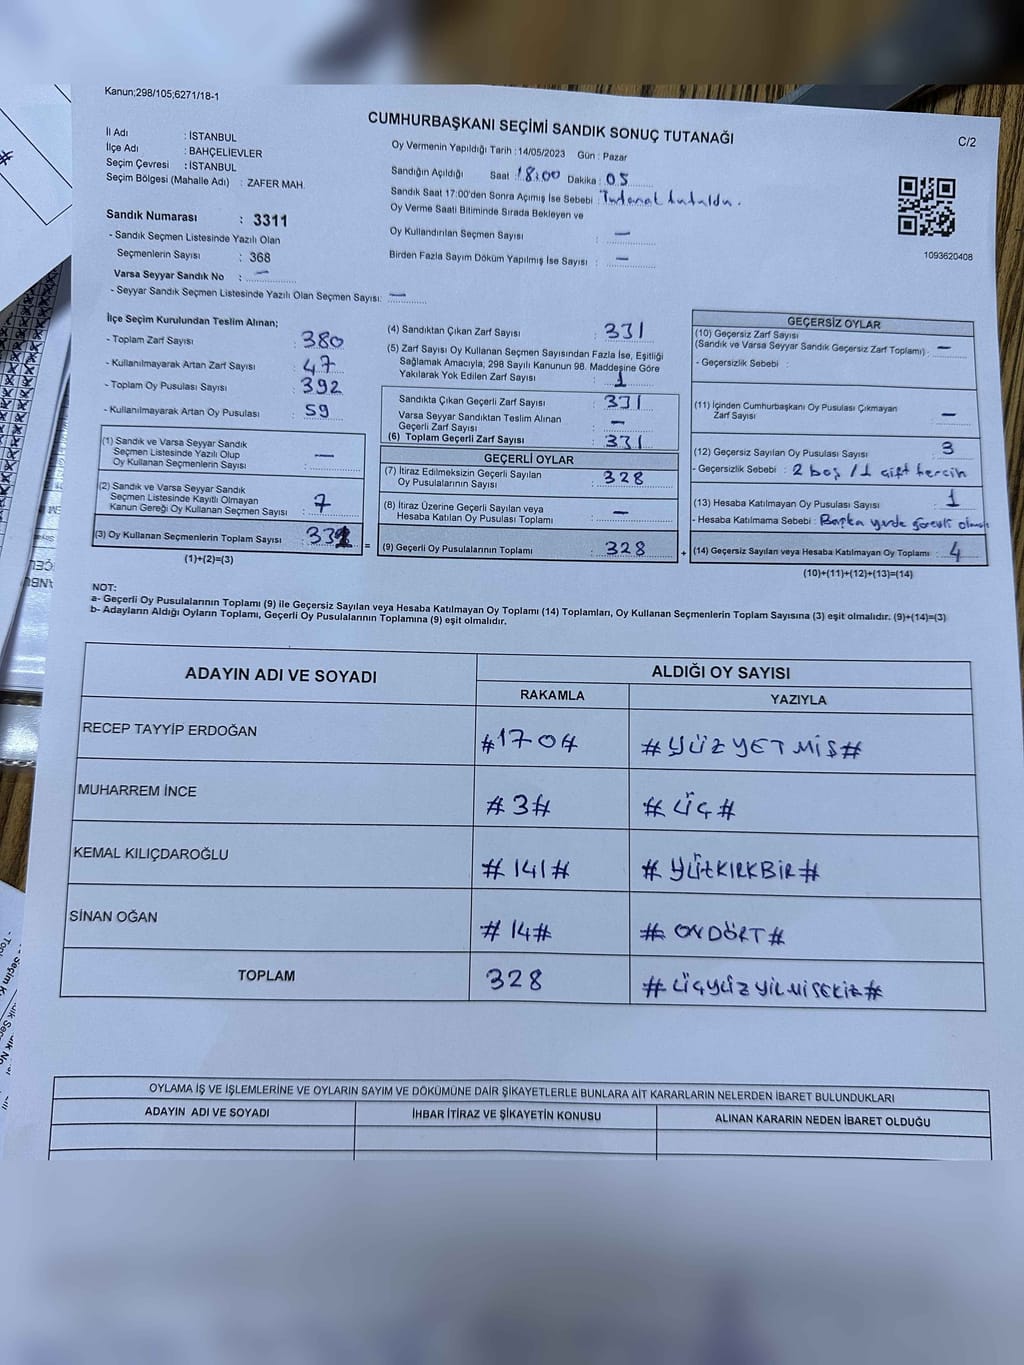 Kanun;298/105;6271/18-1
CUMHURBAŞKANI SEÇİMİ SANDIK SONUÇ TUTANAĞI
C/2
İl Adı : İSTANBUL
İlçe Adı : BAHÇELİEVLER
Seçim Çevresi : İSTANBUL
Seçim Bölgesi (Mahalle Adı) : ZAFER MAH.
Oy Vermenin Yapıldığı Tarih : 14/05/2023 Gün : Pazar
Sandığın Açıldığı Saat : 18:00 Dakika : 05
Sandık Saat 17:00'den Sonra Açımış İse Sebebi : Tutanak tutuldu.
Oy Verme Saati Bitiminde Sırada Bekleyen ve
Oy Kullandırılan Seçmen Sayısı : —
Birden Fazla Sayım Döküm Yapılmış İse Sayısı : —
1093620408
Sandık Numarası : 3311
- Sandık Seçmen Listesinde Yazılı Olan
Seçmenlerin Sayısı : 368
Varsa Seyyar Sandık No : —
- Seyyar Sandık Seçmen Listesinde Yazılı Olan Seçmen Sayısı: —
İlçe Seçim Kurulundan Teslim Alınan;
- Toplam Zarf Sayısı : 380
- Kullanılmayarak Artan Zarf Sayısı : 47
- Toplam Oy Pusulası Sayısı : 392
- Kullanılmayarak Artan Oy Pusulası : 59
(1) Sandık ve Varsa Seyyar Sandık
Seçmen Listesinde Yazılı Olup
Oy Kullanan Seçmenlerin Sayısı : —
(2) Sandık ve Varsa Seyyar Sandık
Seçmen Listesinde Kayıtlı Olmayan
Kanun Gereği Oy Kullanan Seçmen Sayısı : 7
(3) Oy Kullanan Seçmenlerin Toplam Sayısı : 332 =
(1)+(2)=(3)
(4) Sandıktan Çıkan Zarf Sayısı : 331
(5) Zarf Sayısı Oy Kullanan Seçmen Sayısından Fazla İse, Eşitliği
Sağlamak Amacıyla; 298 Sayılı Kanunun 98. Maddesine Göre
Yakılarak Yok Edilen Zarf Sayısı : 1
Sandıkta Çıkan Geçerli Zarf Sayısı : 331
Varsa Seyyar Sandıktan Teslim Alınan
Geçerli Zarf Sayısı : —
(6) Toplam Geçerli Zarf Sayısı : 331
GEÇERLİ OYLAR
(7) İtiraz Edilmeksizin Geçerli Sayılan
Oy Pusulalarının Sayısı : 328
(8) İtiraz Üzerine Geçerli Sayılan veya
Hesaba Katılan Oy Pusulası Toplamı : —
(9) Geçerli Oy Pusulalarının Toplamı : 328 +
GEÇERSİZ OYLAR
(10) Geçersiz Zarf Sayısı
(Sandık ve Varsa Seyyar Sandık Geçersiz Zarf Toplamı) : —
- Geçersizlik Sebebi :
(11) İçinden Cumhurbaşkanı Oy Pusulası Çıkmayan
Zarf Sayısı : —
(12) Geçersiz Sayılan Oy Pusulası Sayısı : 3
- Geçersizlik Sebebi : 2 boş / 1 çift tercih
(13) Hesaba Katılmayan Oy Pusulası Sayısı : 1
- Hesaba Katılmama Sebebi : Başka yerde görevli olması
(14) Geçersiz Sayılan veya Hesaba Katılmayan Oy Toplamı : 4
(10)+(11)+(12)+(13)=(14)
NOT:
a- Geçerli Oy Pusulalarının Toplamı (9) ile Geçersiz Sayılan veya Hesaba Katılmayan Oy Toplamı (14) Toplamları, Oy Kullanan Seçmenlerin Toplam Sayısına (3) eşit olmalıdır. (9)+(14)=(3)
b- Adayların Aldığı Oyların Toplamı, Geçerli Oy Pusulalarının Toplamına (9) eşit olmalıdır.
ADAYIN ADI VE SOYADI
ALDIĞI OY SAYISI
RAKAMLA YAZIYLA
RECEP TAYYİP ERDOĞAN #170# #YÜZ YETMİŞ#
MUHARREM İNCE #3# #ÜÇ#
KEMAL KILIÇDAROĞLU #141# #YÜZKIRKBİR#
SİNAN OĞAN #14# #ONDÖRT#
TOPLAM 328 #ÜÇYÜZYİLMİSEKİZ#
OYLAMA İŞ VE İŞLEMLERİNE VE OYLARIN SAYIM VE DÖKÜMÜNE DAİR ŞİKAYETLERLE BUNLARA AİT KARARLARIN NELERDEN İBARET BULUNDUKLARI
ADAYIN ADI VE SOYADI İHBAR İTİRAZ VE ŞİKAYETİN KONUSU ALINAN KARARIN NEDEN İBARET OLDUĞU